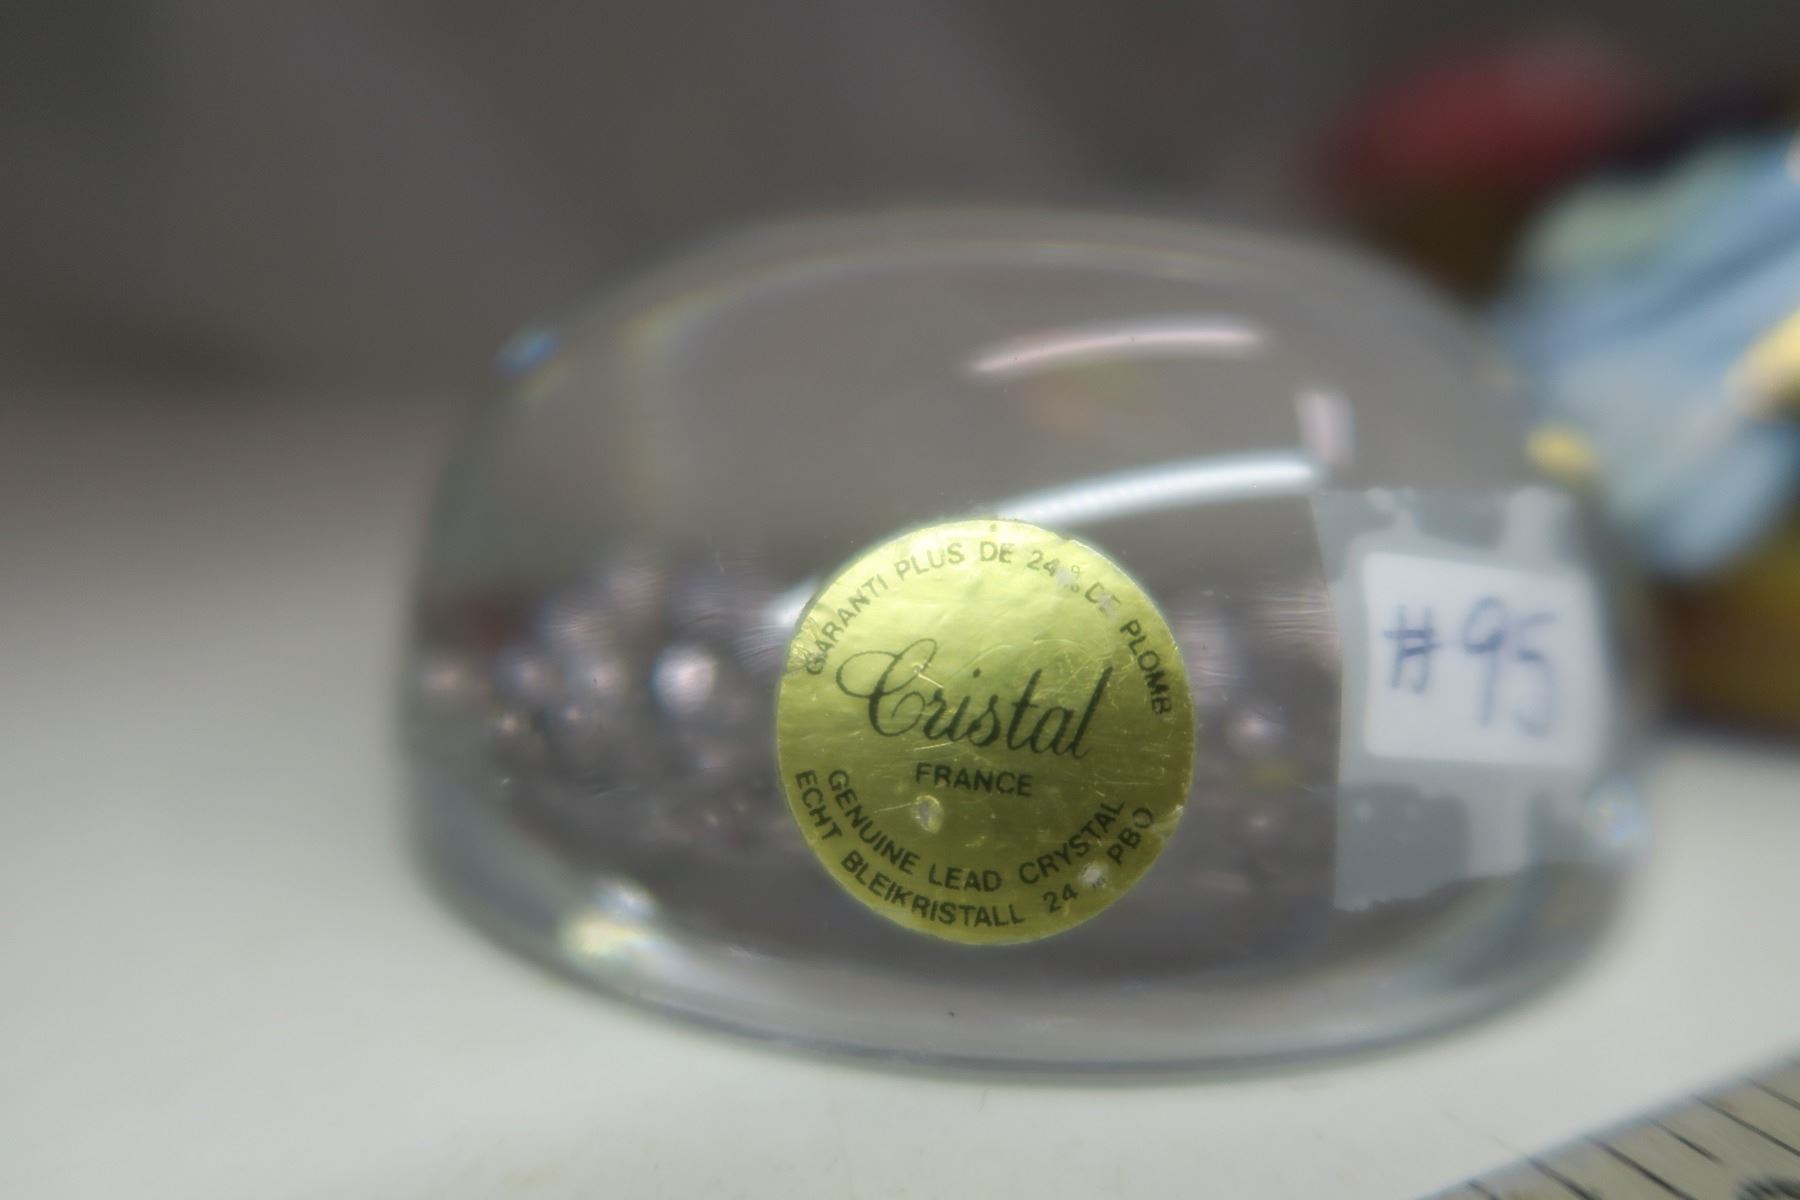 GARANTI PLUS DE 24 % DE PLOMB
Cristal
FRANCE
GENUINE LEAD CRYSTAL
ECHT BLEIKRISTALL 24 % PBO
#95